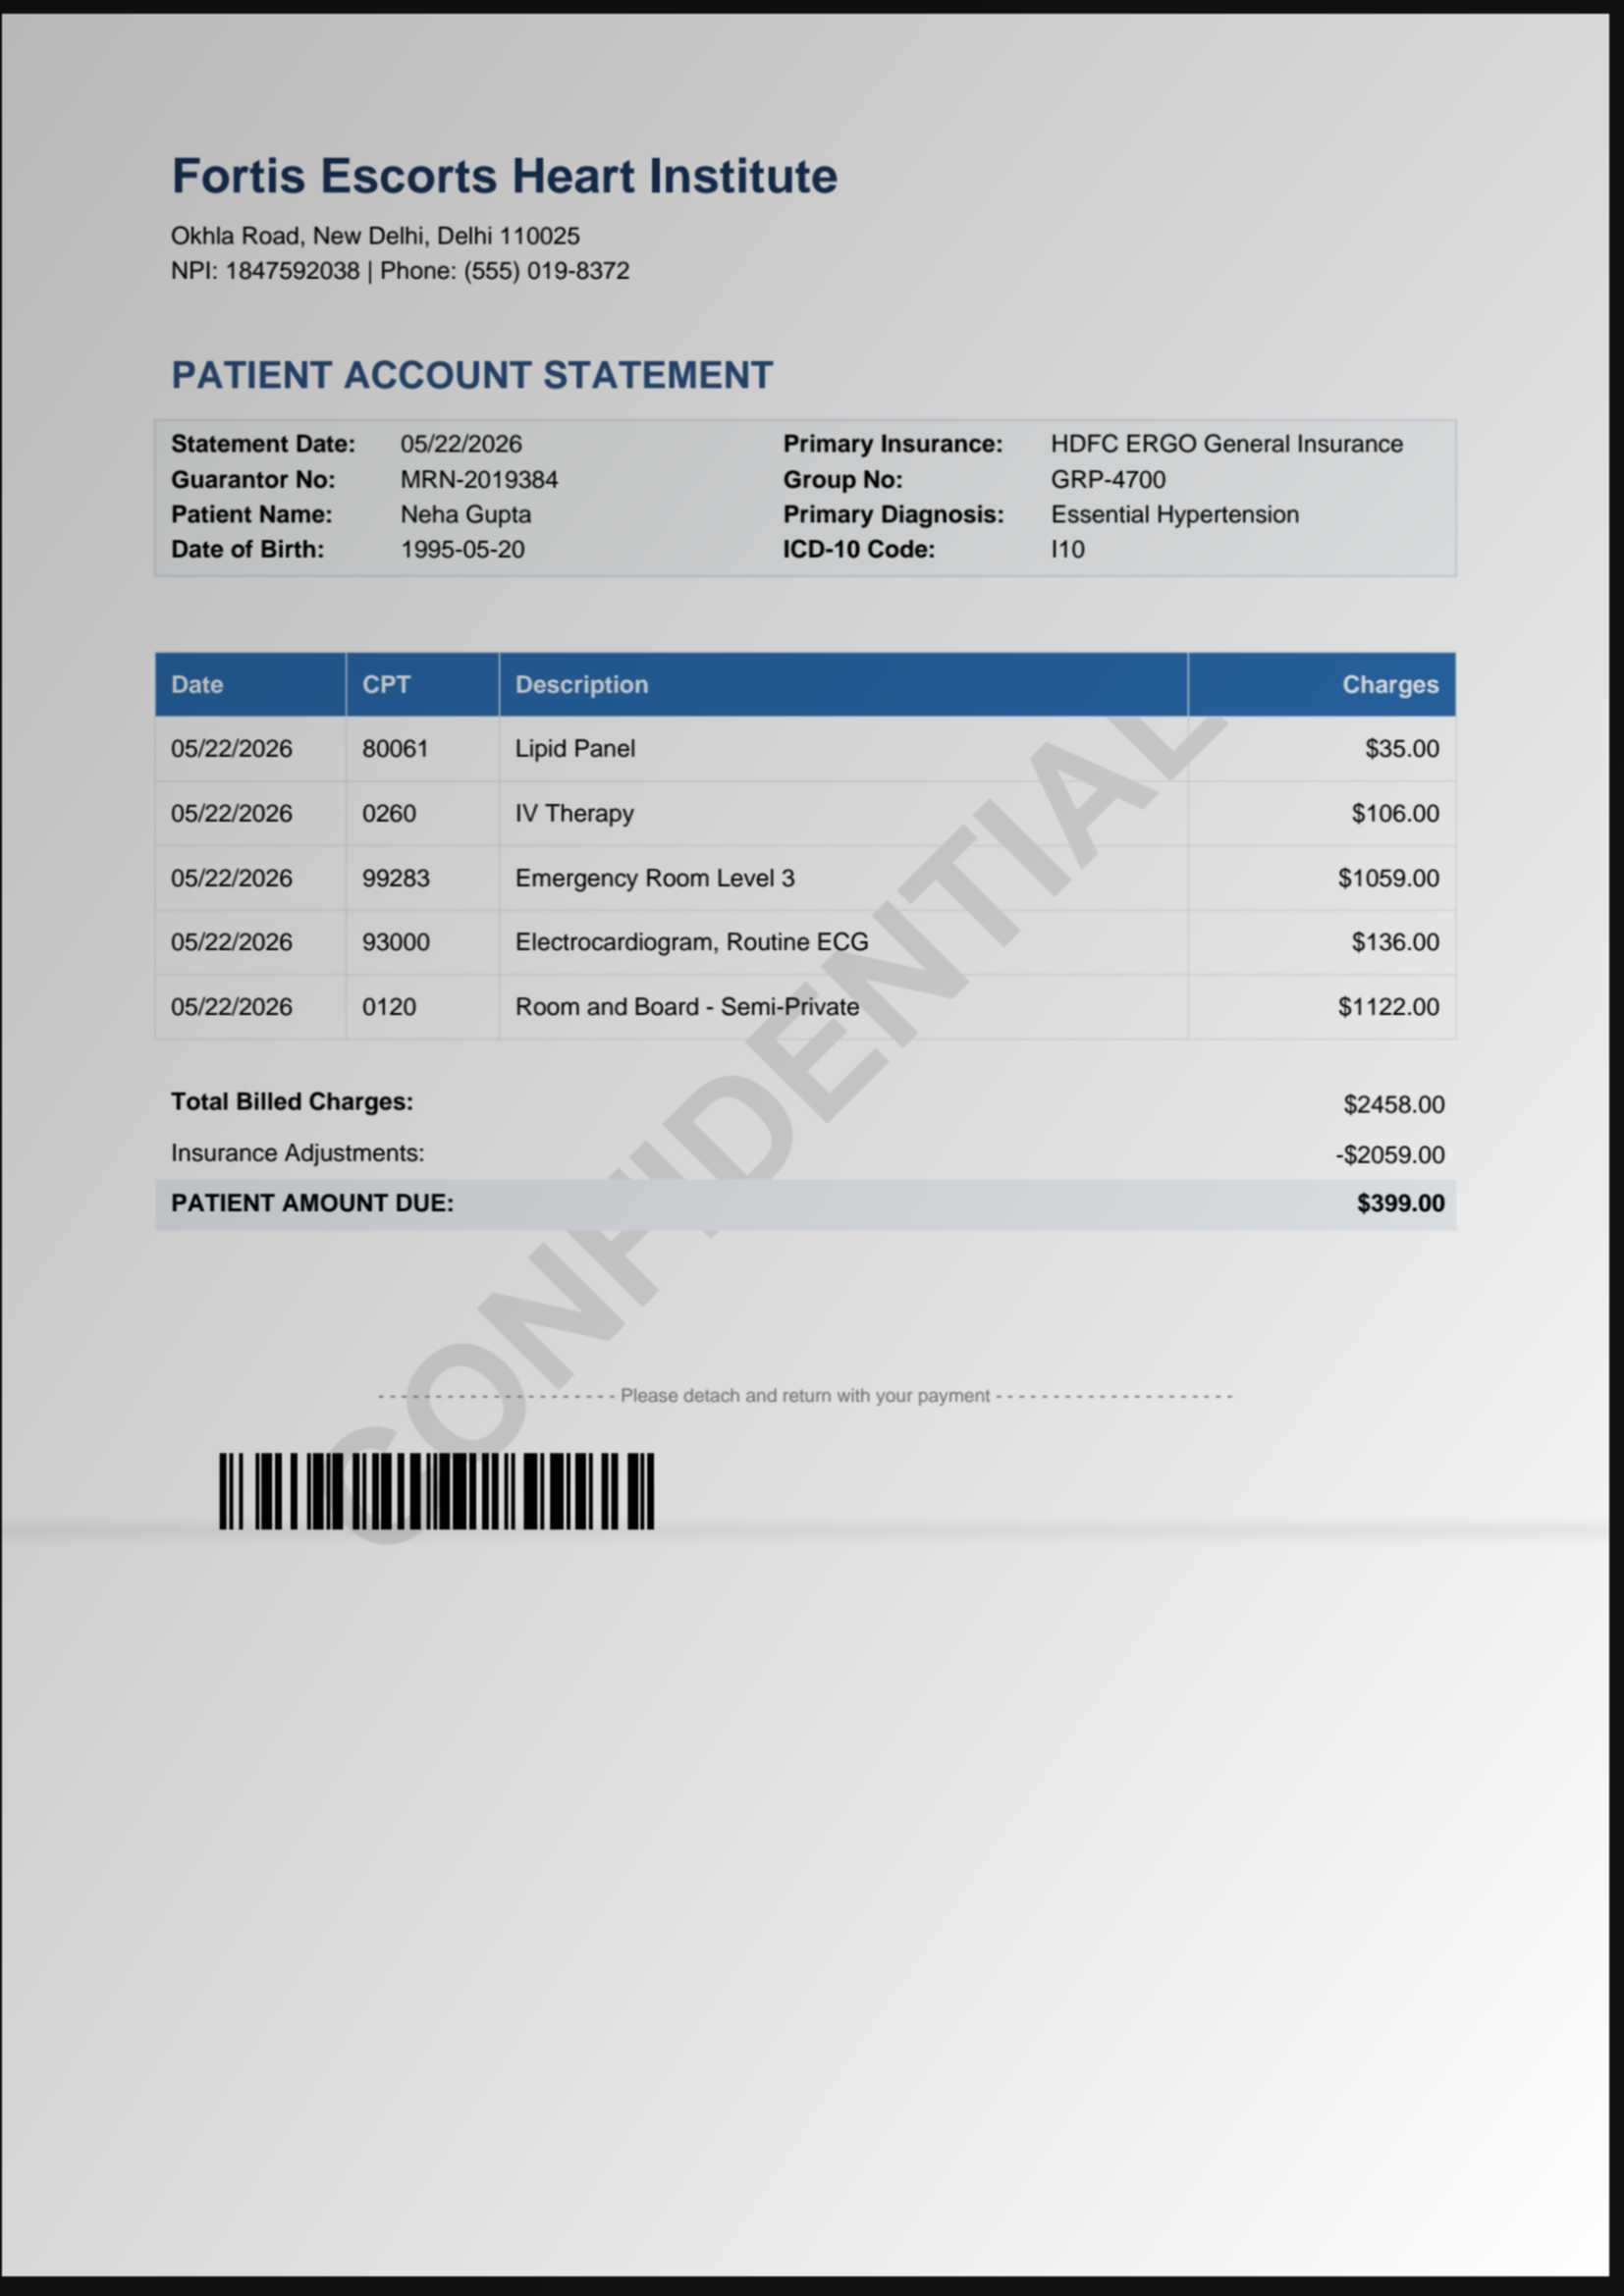 Fortis Escorts Heart Institute
Okhla Road, New Delhi, Delhi 110025
NPI: 1847592038 | Phone: (555) 019-8372
PATIENT ACCOUNT STATEMENT
Statement Date: 05/22/2026 Primary Insurance: HDFC ERGO General Insurance
Guarantor No: MRN-2019384 Group No: GRP-4700
Patient Name: Neha Gupta Primary Diagnosis: Essential Hypertension
Date of Birth: 1995-05-20 ICD-10 Code: I10
Date CPT Description Charges
05/22/2026 80061 Lipid Panel $35.00
05/22/2026 0260 IV Therapy $106.00
05/22/2026 99283 Emergency Room Level 3 $1059.00
05/22/2026 93000 Electrocardiogram, Routine ECG $136.00
05/22/2026 0120 Room and Board - Semi-Private $1122.00
Total Billed Charges: $2458.00
Insurance Adjustments: -$2059.00
PATIENT AMOUNT DUE: $399.00
CONFIDENTIAL
- - - - - - - - - - - - - - - - - - - - - - Please detach and return with your payment - - - - - - - - - - - - - - - - - - - - - -